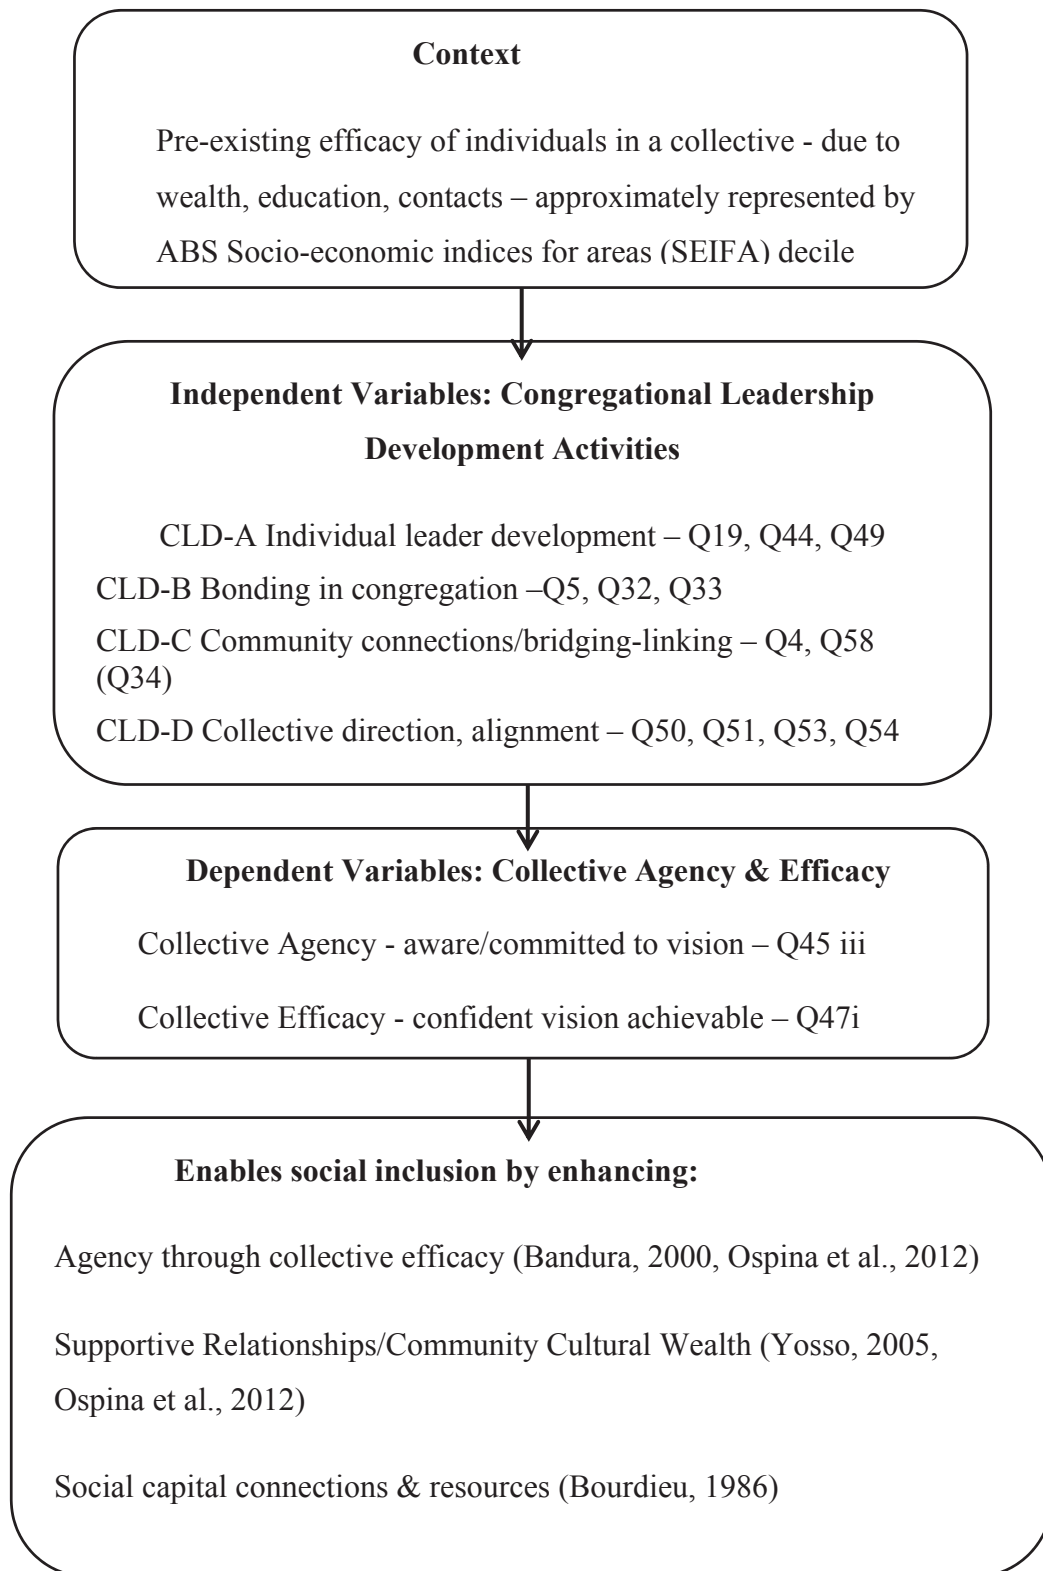 Context
Pre-existing efficacy of individuals in a collective - due to
wealth, education, contacts – approximately represented by
ABS Socio-economic indices for areas (SEIFA) decile
Independent Variables: Congregational Leadership
Development Activities
CLD-A Individual leader development – Q19, Q44, Q49
CLD-B Bonding in congregation –Q5, Q32, Q33
CLD-C Community connections/bridging-linking – Q4, Q58
(Q34)
CLD-D Collective direction, alignment – Q50, Q51, Q53, Q54
Dependent Variables: Collective Agency & Efficacy
Collective Agency - aware/committed to vision – Q45 iii
Collective Efficacy - confident vision achievable – Q47i
Enables social inclusion by enhancing:
Agency through collective efficacy (Bandura, 2000, Ospina et al., 2012)
Supportive Relationships/Community Cultural Wealth (Yosso, 2005,
Ospina et al., 2012)
Social capital connections & resources (Bourdieu, 1986)